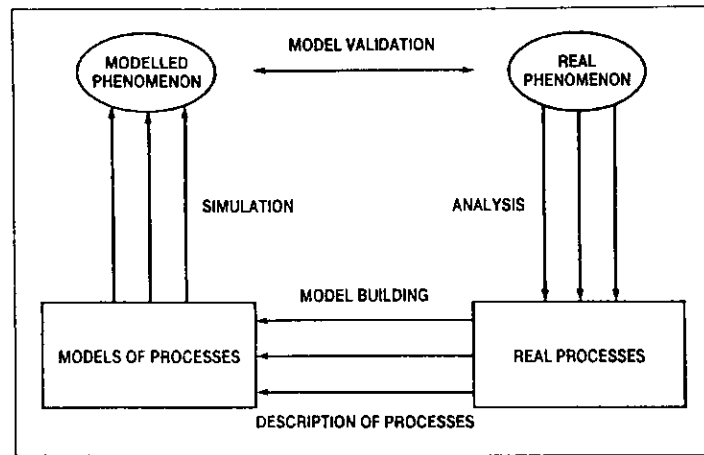 MODEL VALIDATION
MODELLED
PHENOMENON
REAL
PHENOMENON
SIMULATION
ANALYSIS
MODEL BUILDING
MODELS OF PROCESSES
REAL PROCESSES
DESCRIPTION OF PROCESSES